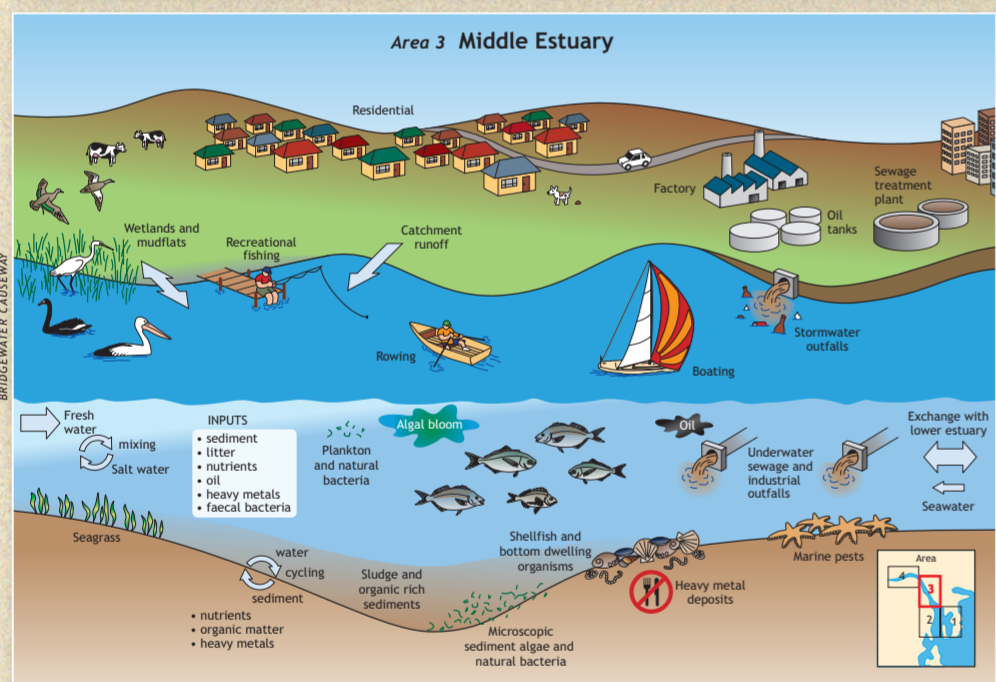 Area 3 Middle Estuary
Residential
Factory
Sewage
treatment
plant
Oil
tanks
Wetlands and
mudflats
Recreational
fishing
Catchment
runoff
BRIDGEWATER CAUSEWAY
Rowing
Boating
Stormwater
outfalls
Fresh
water
mixing
Salt water
INPUTS
• sediment
• litter
• nutrients
• oil
• heavy metals
• faecal bacteria
Plankton
and natural
bacteria
Algal bloom
Oil
Underwater
sewage and
industrial
outfalls
Exchange with
lower estuary
Seawater
Seagrass
water
cycling
sediment
• nutrients
• organic matter
• heavy metals
Sludge and
organic rich
sediments
Shellfish and
bottom dwelling
organisms
Microscopic
sediment algae and
natural bacteria
Heavy metal
deposits
Marine pests
Area
4
3
2
1